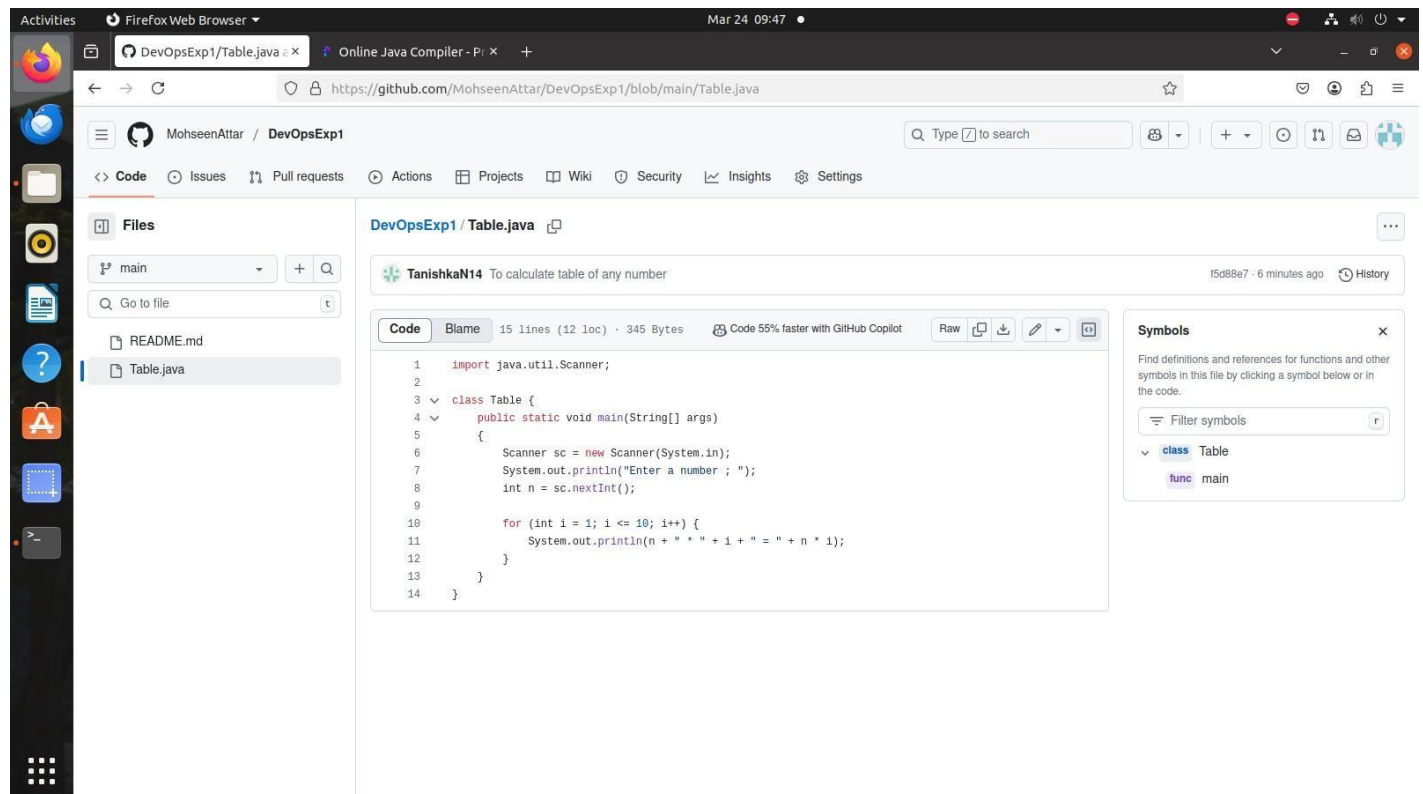 Activities Firefox Web Browser Mar 24 09:47
DevOpsExp1/Table.java a Online Java Compiler - Pr
https://github.com/MohseenAttar/DevOpsExp1/blob/main/Table.java
MohseenAttar / DevOpsExp1 Type / to search
Code Issues Pull requests Actions Projects Wiki Security Insights Settings
Files
main
Go to file t
README.md
Table.java
DevOpsExp1 / Table.java
TanishkaN14 To calculate table of any number f5d88e7 · 6 minutes ago History
Code Blame 15 lines (12 loc) · 345 Bytes Code 55% faster with GitHub Copilot Raw
1 import java.util.Scanner;
2
3 class Table {
4 public static void main(String[] args)
5 {
6 Scanner sc = new Scanner(System.in);
7 System.out.println("Enter a number ; ");
8 int n = sc.nextInt();
9
10 for (int i = 1; i <= 10; i++) {
11 System.out.println(n + " * " + i + " = " + n * i);
12 }
13 }
14 }
Symbols
Find definitions and references for functions and other
symbols in this file by clicking a symbol below or in
the code.
Filter symbols r
class Table
func main